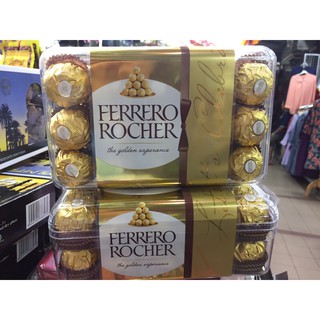 FERRERO
ROCHER
the golden experience
FERRERO
ROCHER
the golden experience